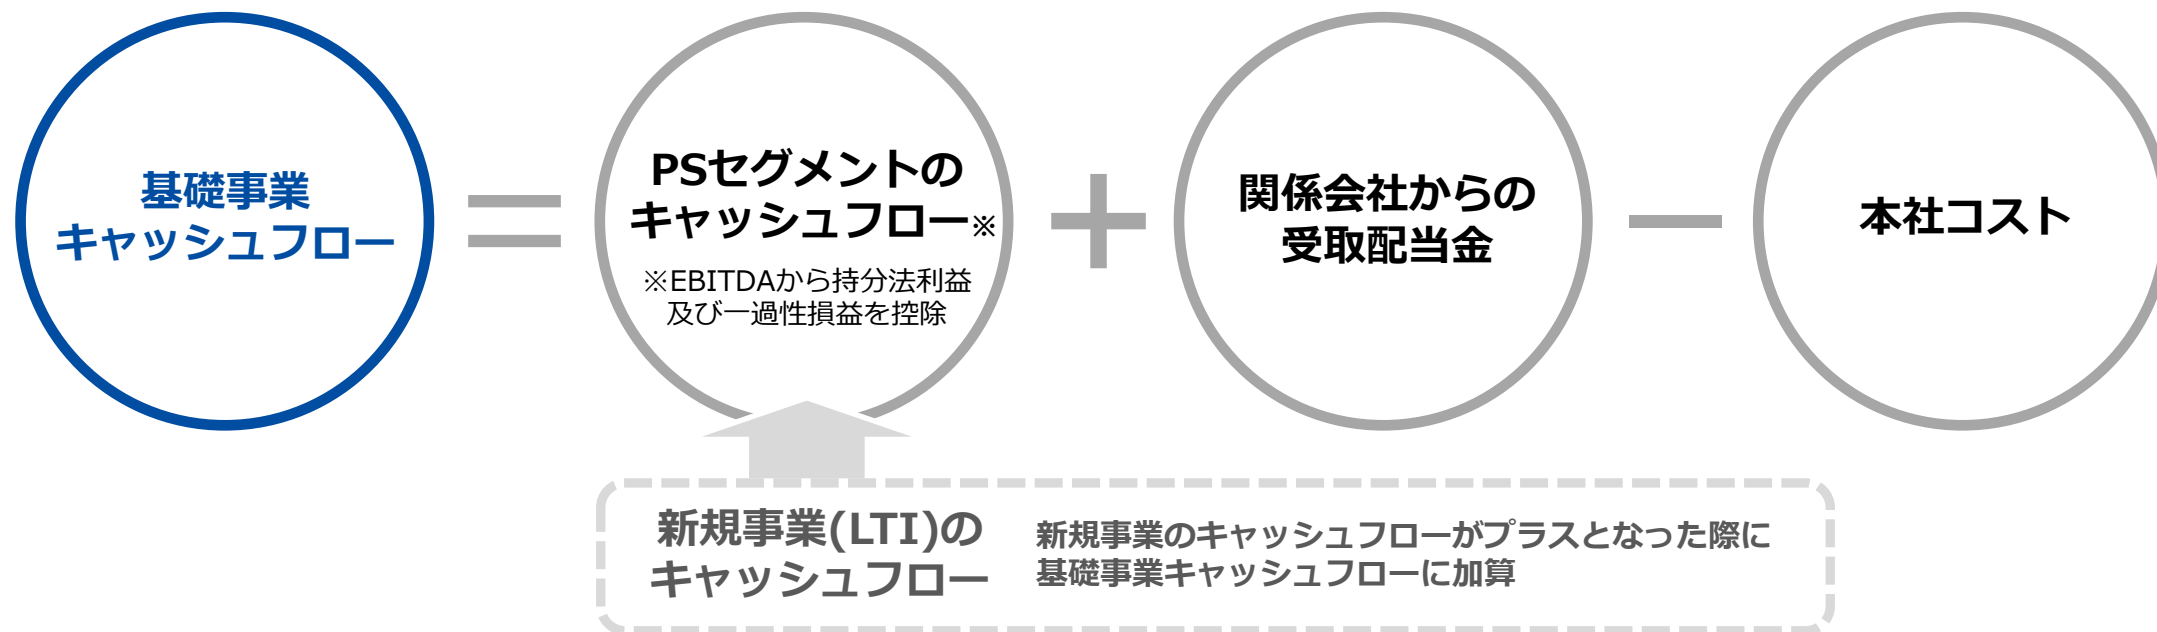 基礎事業
キャッシュフロー
PSセグメントの
キャッシュフロー※
※EBITDAから持分法利益
及び一過性損益を控除
関係会社からの
受取配当金
本社コスト
新規事業(LTI)の
キャッシュフロー
新規事業のキャッシュフローがプラスとなった際に
基礎事業キャッシュフローに加算